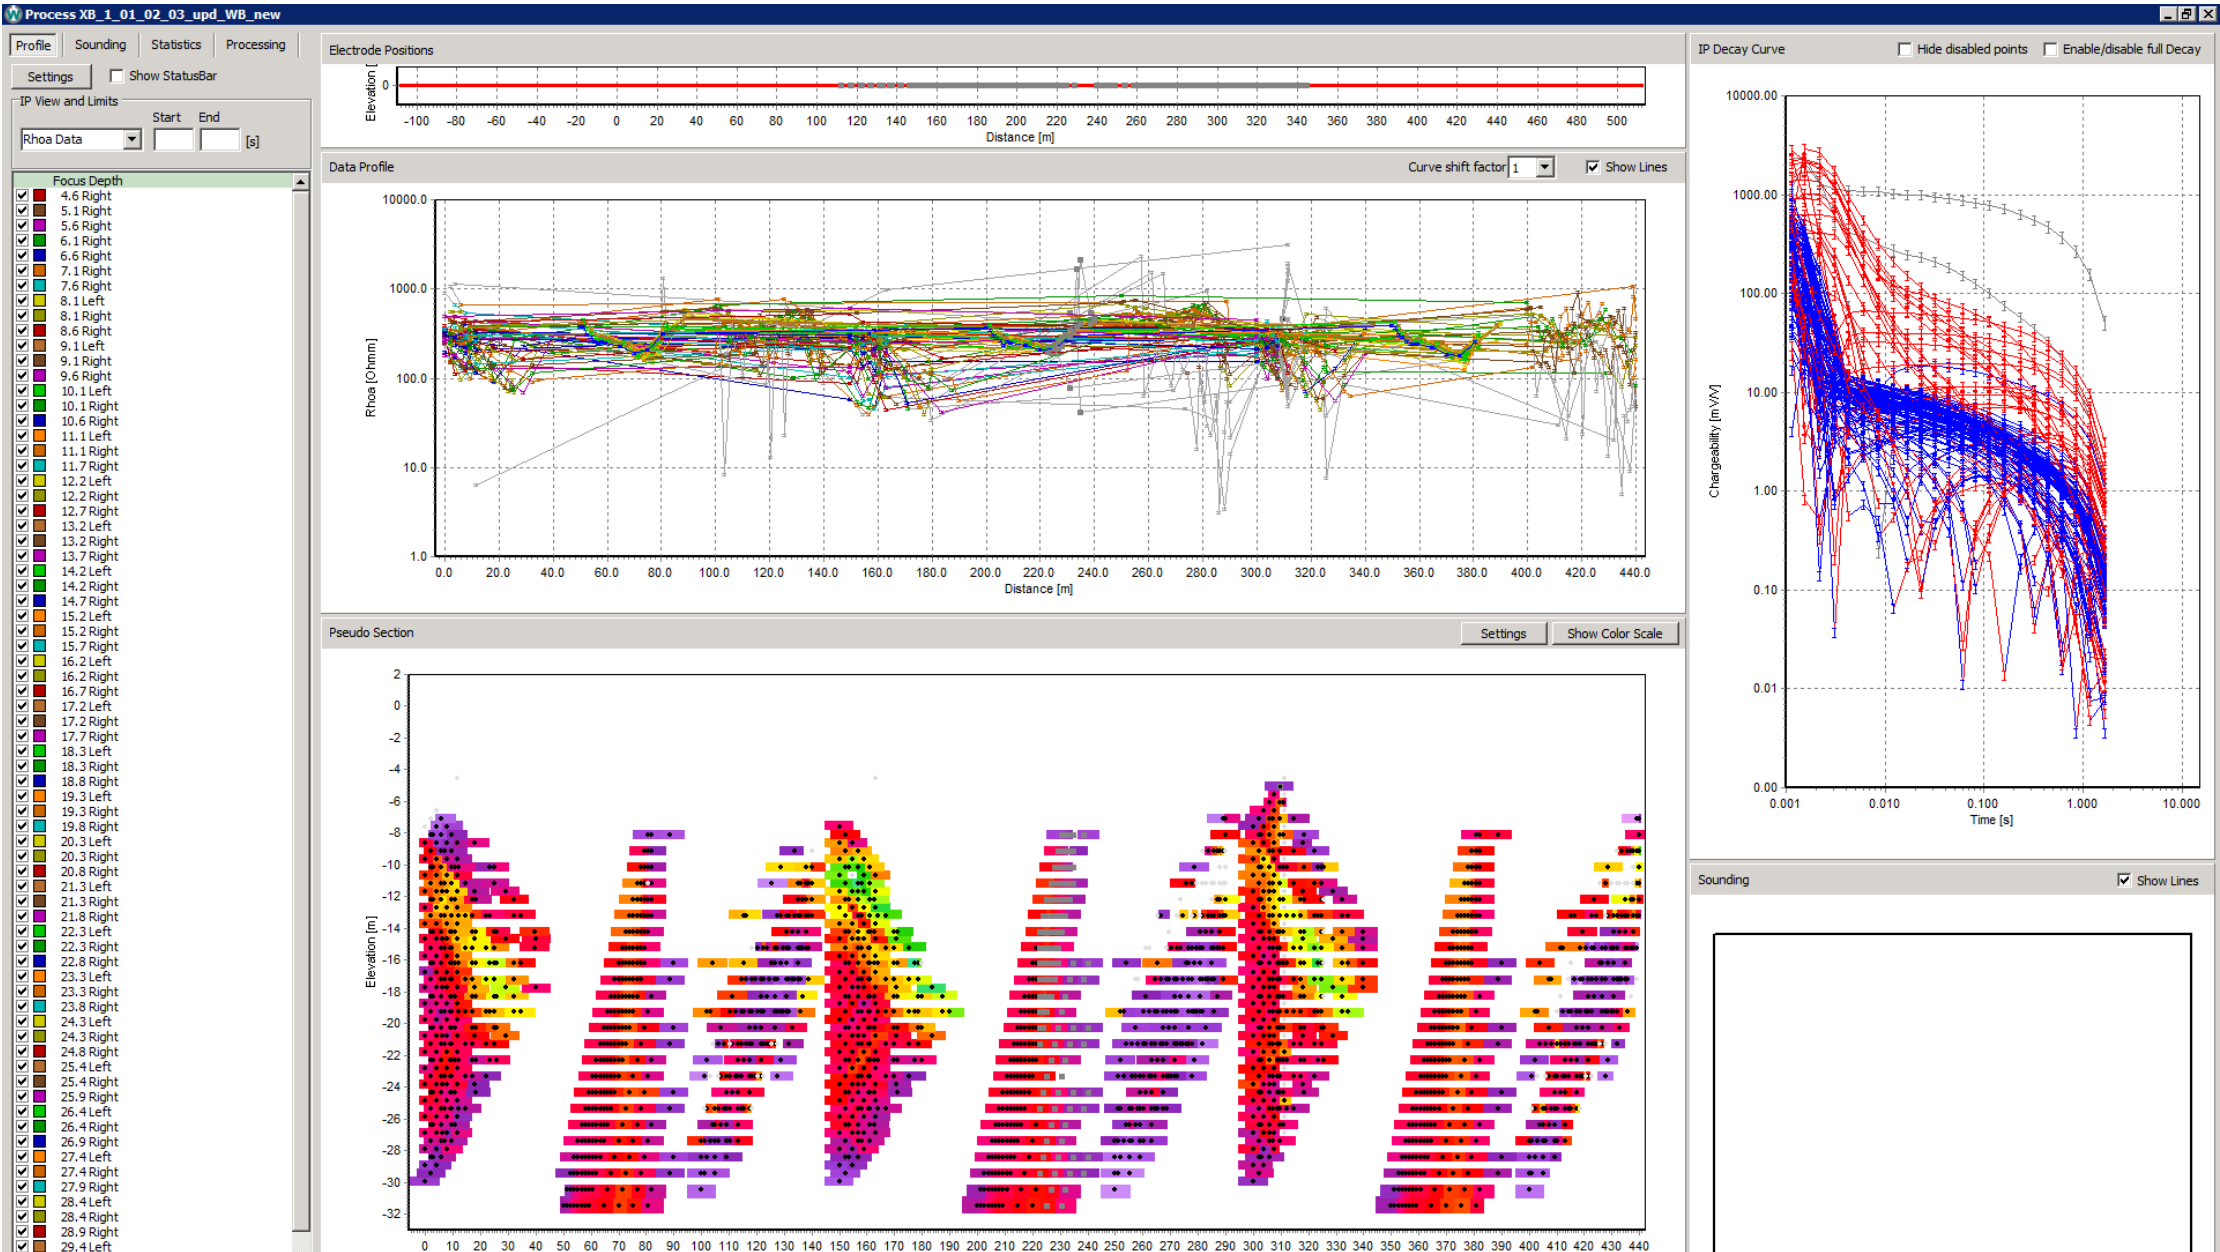 Process XB_1_01_02_03_upd_WB_new
Profile Sounding Statistics Processing
Settings Show StatusBar
IP View and Limits
Start End
Rhoa Data [s]
Focus Depth
4.6 Right
5.1 Right
5.6 Right
6.1 Right
6.6 Right
7.1 Right
7.6 Right
8.1 Left
8.1 Right
8.6 Right
9.1 Left
9.1 Right
9.6 Right
10.1 Left
10.1 Right
10.6 Right
11.1 Left
11.1 Right
11.7 Right
12.2 Left
12.2 Right
12.7 Right
13.2 Left
13.2 Right
13.7 Right
14.2 Left
14.2 Right
14.7 Right
15.2 Left
15.2 Right
15.7 Right
16.2 Left
16.2 Right
16.7 Right
17.2 Left
17.2 Right
17.7 Right
18.3 Left
18.3 Right
18.8 Right
19.3 Left
19.3 Right
19.8 Right
20.3 Left
20.3 Right
20.8 Right
21.3 Left
21.3 Right
21.8 Right
22.3 Left
22.3 Right
22.8 Right
23.3 Left
23.3 Right
23.8 Right
24.3 Left
24.3 Right
24.8 Right
25.4 Left
25.4 Right
25.9 Right
26.4 Left
26.4 Right
26.9 Right
27.4 Left
27.4 Right
27.9 Right
28.4 Left
28.4 Right
28.9 Right
29.4 Left
Electrode Positions
Elevation [
0
-100 -80 -60 -40 -20 0 20 40 60 80 100 120 140 160 180 200 220 240 260 280 300 320 340 360 380 400 420 440 460 480 500
Distance [m]
Data Profile Curve shift factor 1 Show Lines
Rhoa [Ohmm]
10000.0
1000.0
100.0
10.0
1.0
0.0 20.0 40.0 60.0 80.0 100.0 120.0 140.0 160.0 180.0 200.0 220.0 240.0 260.0 280.0 300.0 320.0 340.0 360.0 380.0 400.0 420.0 440.0
Distance [m]
Pseudo Section Settings Show Color Scale
Elevation [m]
2
0
-2
-4
-6
-8
-10
-12
-14
-16
-18
-20
-22
-24
-26
-28
-30
-32
0 10 20 30 40 50 60 70 80 90 100 110 120 130 140 150 160 170 180 190 200 210 220 230 240 250 260 270 280 290 300 310 320 330 340 350 360 370 380 390 400 410 420 430 440
IP Decay Curve Hide disabled points Enable/disable full Decay
Chargeability [mV/V]
10000.00
1000.00
100.00
10.00
1.00
0.10
0.01
0.00
0.001 0.010 0.100 1.000 10.000
Time [s]
Sounding Show Lines